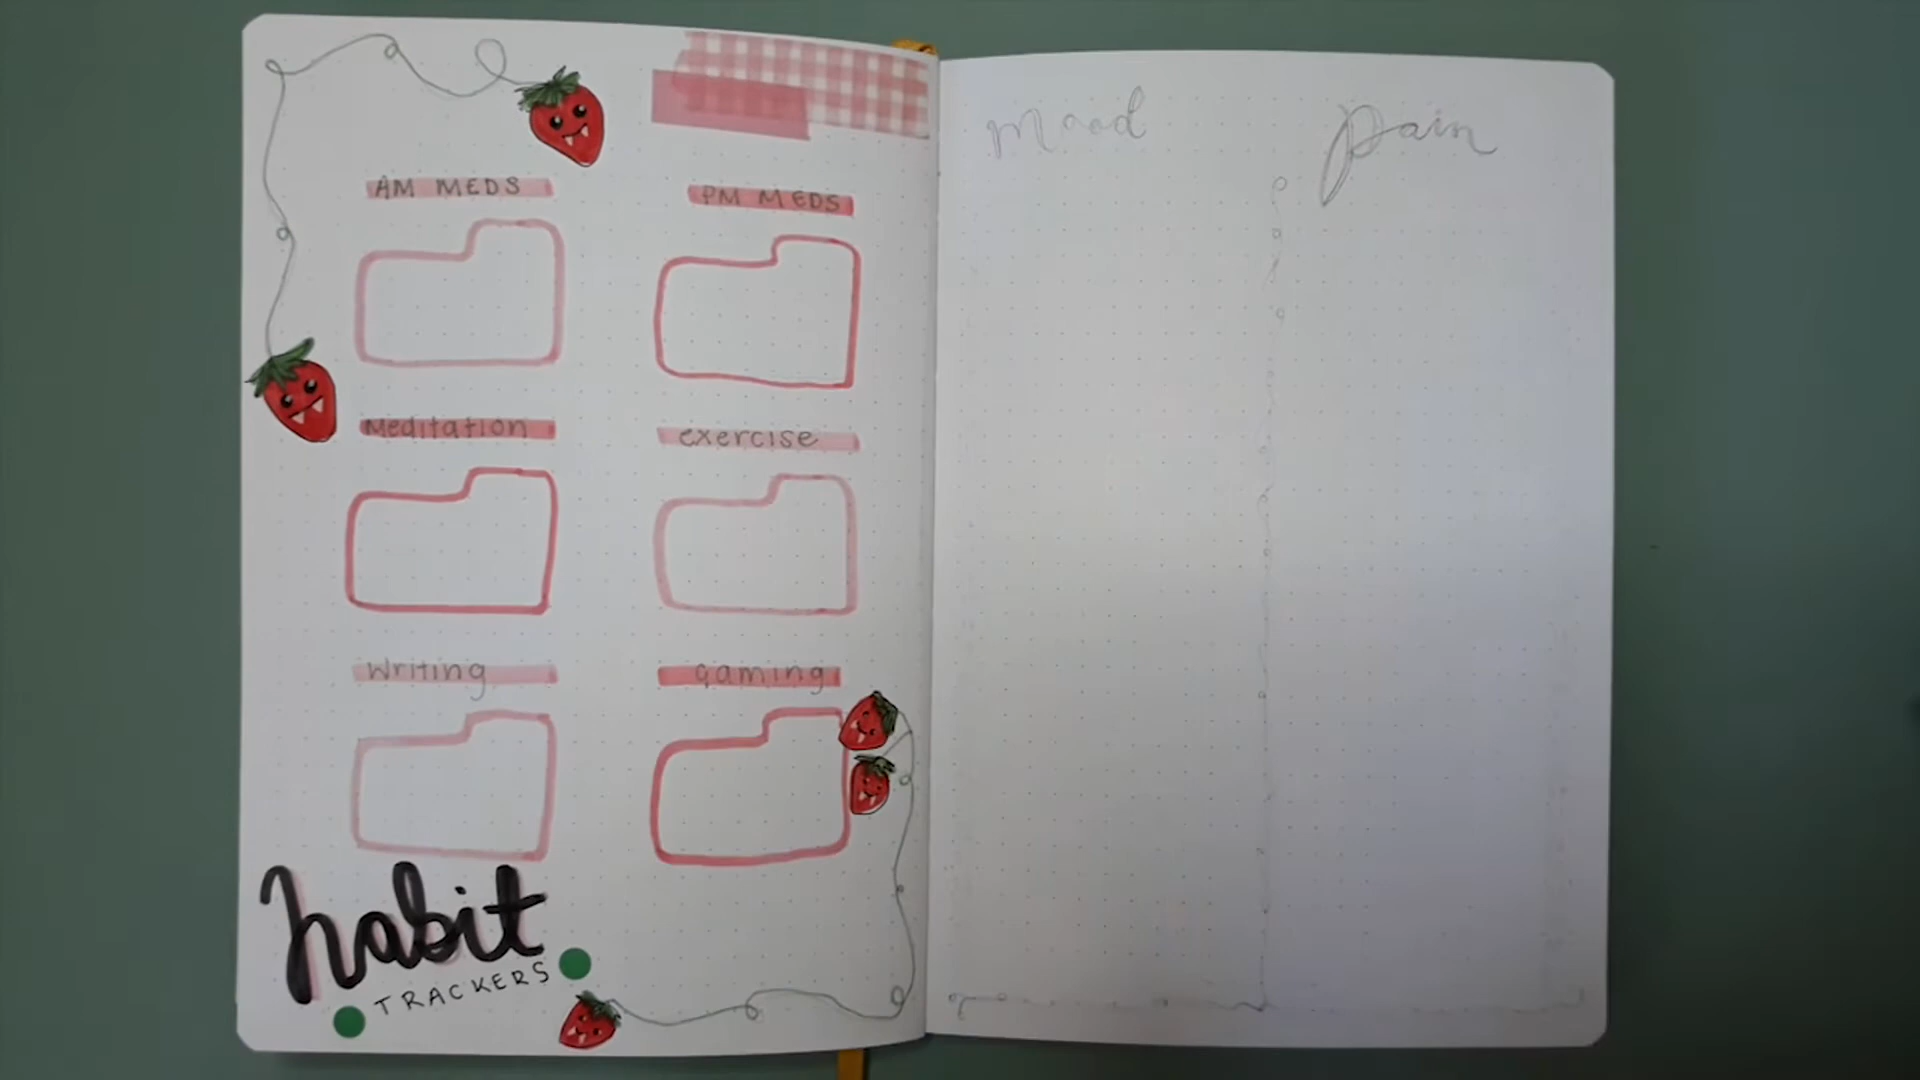 AM MEDS
PM MEDS
Meditation
exercise
Writing
gaming
habit
TRACKERS
mood
pain